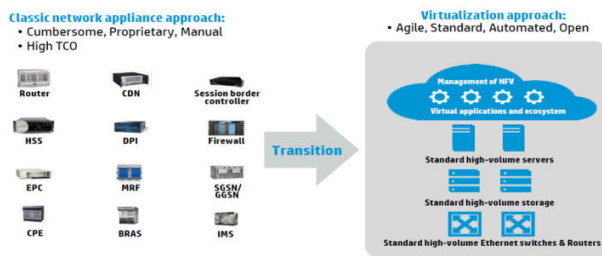 Classic network appliance approach:
• Cumbersome, Proprietary, Manual
• High TCO
Router
CDN
Session border
controller
HSS
DPI
Firewall
EPC
MRF
SGSN/
GGSN
CPE
BRAS
IMS
Transition
Virtualization approach:
• Agile, Standard, Automated, Open
Management of NFV
Virtual applications and ecosystem
Standard high-volume servers
Standard high-volume storage
Standard high-volume Ethernet switches & Routers